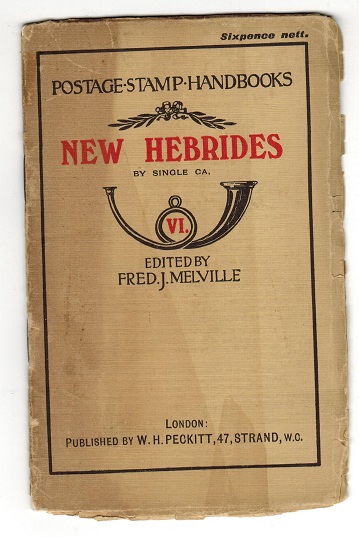 Sixpence nett.
POSTAGE·STAMP·HANDBOOKS
NEW HEBRIDES
BY SINGLE CA.
VI.
EDITED BY
FRED. J. MELVILLE
LONDON:
PUBLISHED BY W. H. PECKITT, 47, STRAND, W.C.